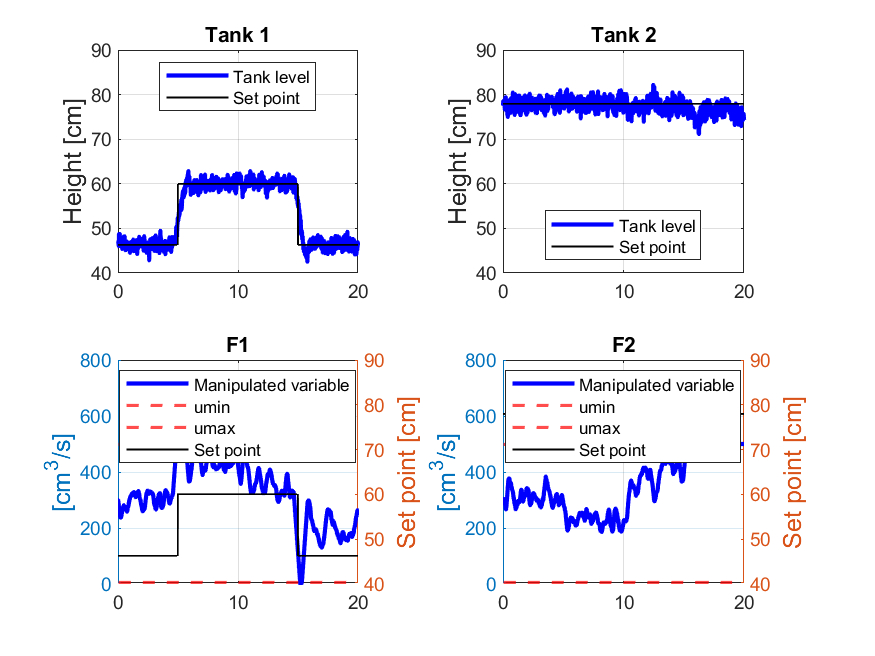 Tank 1
Tank 2
90
80
70
60
50
40
Height [cm]
Tank level
Set point
0
10
20
90
80
70
60
50
40
Height [cm]
Tank level
Set point
0
10
20
F1
F2
800
600
400
200
0
[cm3/s]
Manipulated variable
umin
umax
Set point
90
80
70
60
50
40
Set point [cm]
0
10
20
800
600
400
200
0
[cm3/s]
Manipulated variable
umin
umax
Set point
90
80
70
60
50
40
Set point [cm]
0
10
20